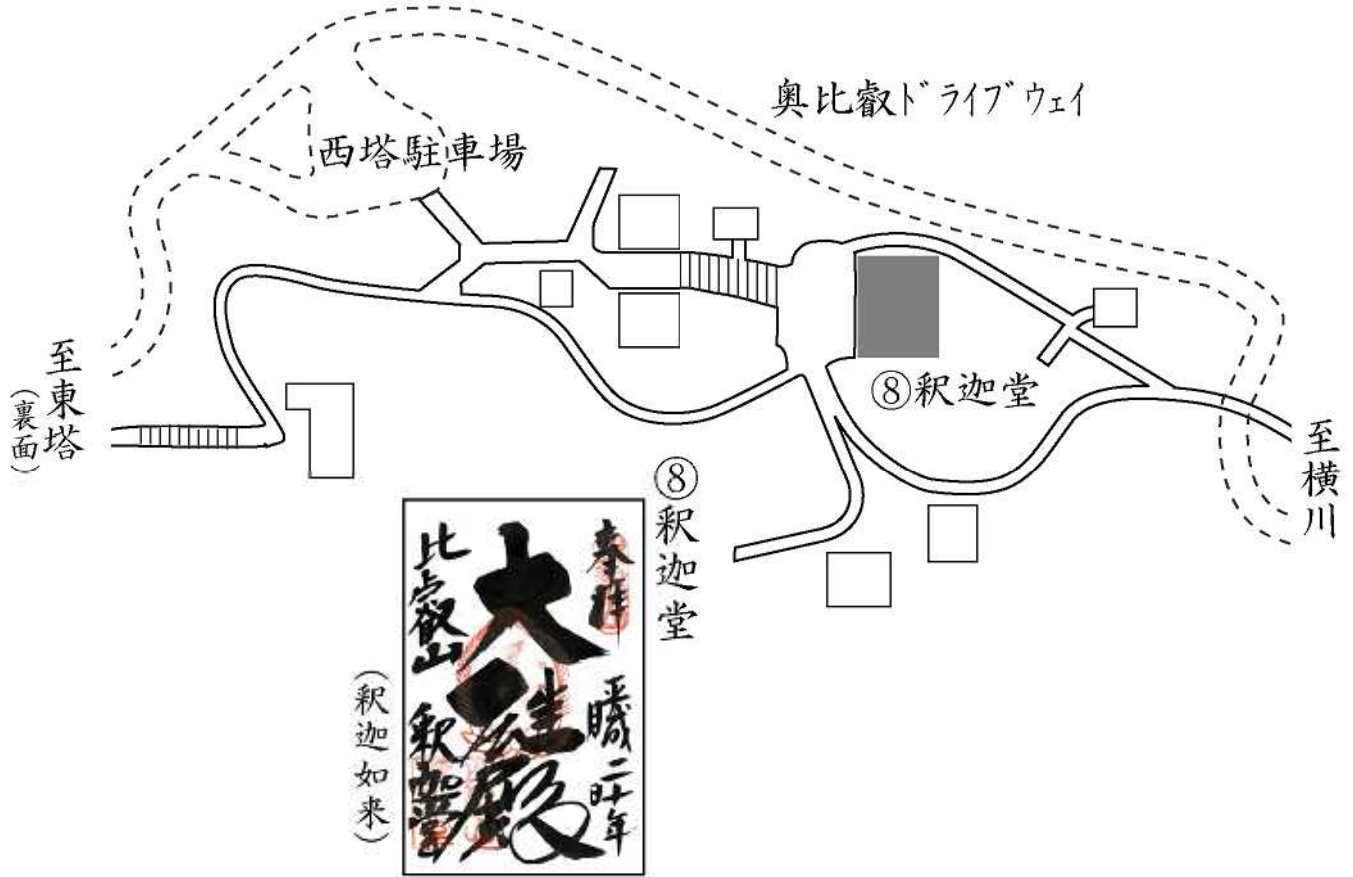 奥比叡ドライブウェイ
西塔駐車場
至東塔
(裏面)
⑧釈迦堂
至横川
⑧釈迦堂
奉拝
大雄殿
比叡山
釈迦堂
(釈迦如来)